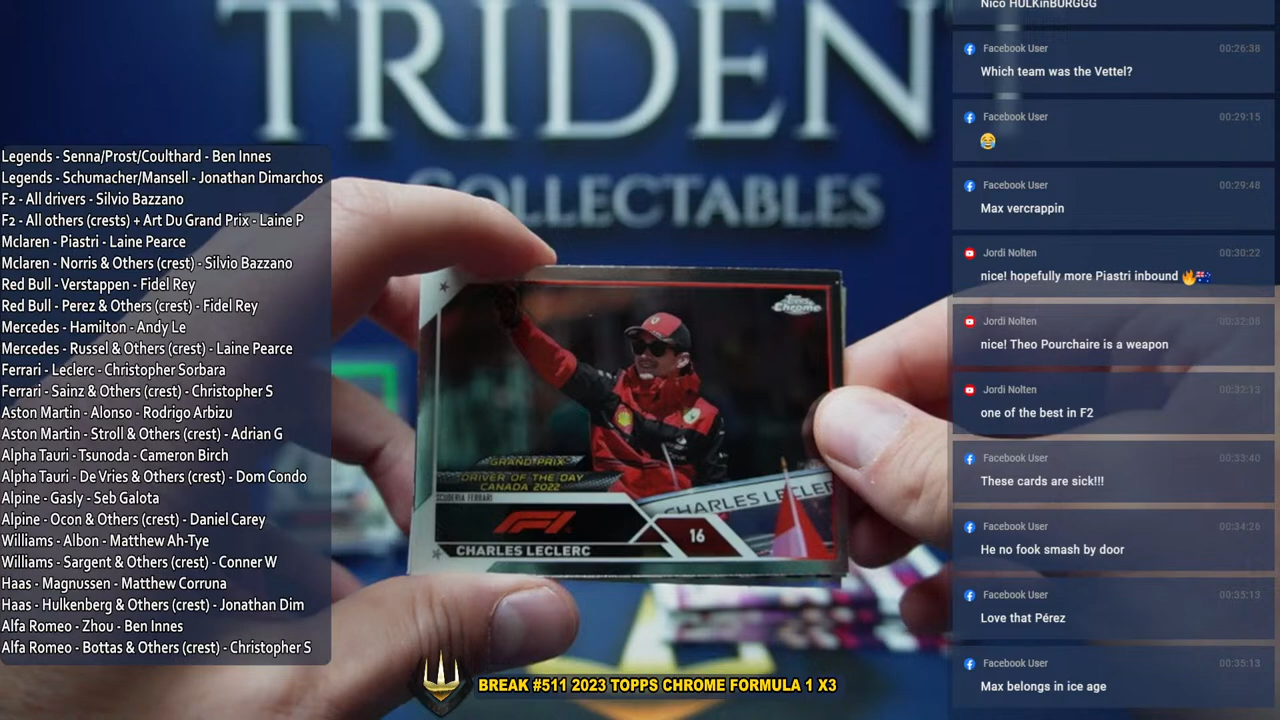 TRIDEN
COLLECTABLES
Legends - Senna/Prost/Coulthard - Ben Innes
Legends - Schumacher/Mansell - Jonathan Dimarchos
F2 - All drivers - Silvio Bazzano
F2 - All others (crests) + Art Du Grand Prix - Laine P
Mclaren - Piastri - Laine Pearce
Mclaren - Norris & Others (crest) - Silvio Bazzano
Red Bull - Verstappen - Fidel Rey
Red Bull - Perez & Others (crest) - Fidel Rey
Mercedes - Hamilton - Andy Le
Mercedes - Russel & Others (crest) - Laine Pearce
Ferrari - Leclerc - Christopher Sorbara
Ferrari - Sainz & Others (crest) - Christopher S
Aston Martin - Alonso - Rodrigo Arbizu
Aston Martin - Stroll & Others (crest) - Adrian G
Alpha Tauri - Tsunoda - Cameron Birch
Alpha Tauri - De Vries & Others (crest) - Dom Condo
Alpine - Gasly - Seb Galota
Alpine - Ocon & Others (crest) - Daniel Carey
Williams - Albon - Matthew Ah-Tye
Williams - Sargent & Others (crest) - Conner W
Haas - Magnussen - Matthew Corruna
Haas - Hulkenberg & Others (crest) - Jonathan Dim
Alfa Romeo - Zhou - Ben Innes
Alfa Romeo - Bottas & Others (crest) - Christopher S
Topps
Chrome
GRAND PRIX
DRIVER OF THE DAY
CANADA 2022
SCUDERIA FERRARI
CHARLES LECLERC
F1
16
CHARLES LECLERC
BREAK #511 2023 TOPPS CHROME FORMULA 1 X3
Nico HULKinBURGGG
Facebook User 00:26:38
Which team was the Vettel?
Facebook User 00:29:15
😂
Facebook User 00:29:48
Max vercrappin
Jordi Nolten 00:30:22
nice! hopefully more Piastri inbound 🔥🇦🇺
Jordi Nolten 00:32:08
nice! Theo Pourchaire is a weapon
Jordi Nolten 00:32:13
one of the best in F2
Facebook User 00:33:40
These cards are sick!!!
Facebook User 00:34:26
He no fook smash by door
Facebook User 00:35:13
Love that Pérez
Facebook User 00:35:13
Max belongs in ice age